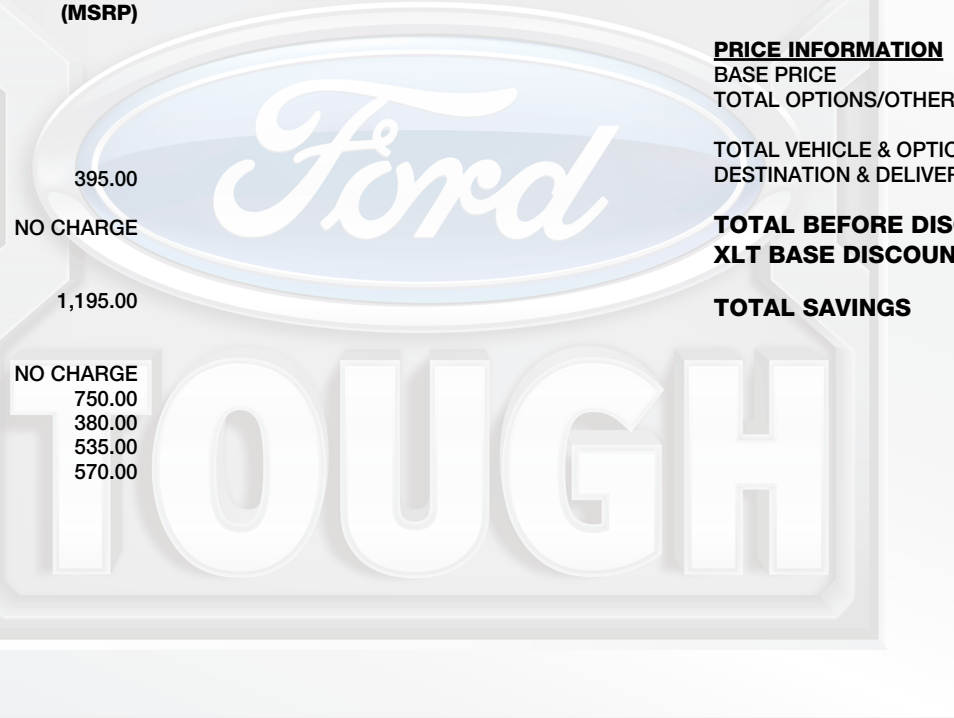 (MSRP)
395.00
NO CHARGE
1,195.00
NO CHARGE
750.00
380.00
535.00
570.00
PRICE INFORMATION
BASE PRICE
TOTAL OPTIONS/OTHER
TOTAL VEHICLE & OPTIO
DESTINATION & DELIVER
TOTAL BEFORE DISC
XLT BASE DISCOUN
TOTAL SAVINGS
Ford
TOUGH